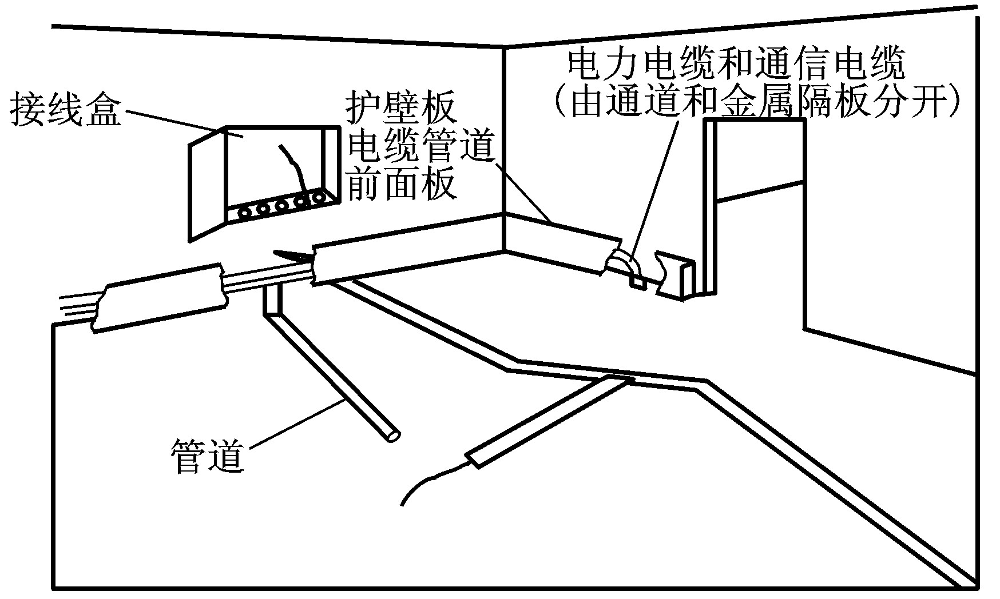 电力电缆和通信电缆
（由通道和金属隔板分开）
接线盒
护壁板
电缆管道
前面板
管道